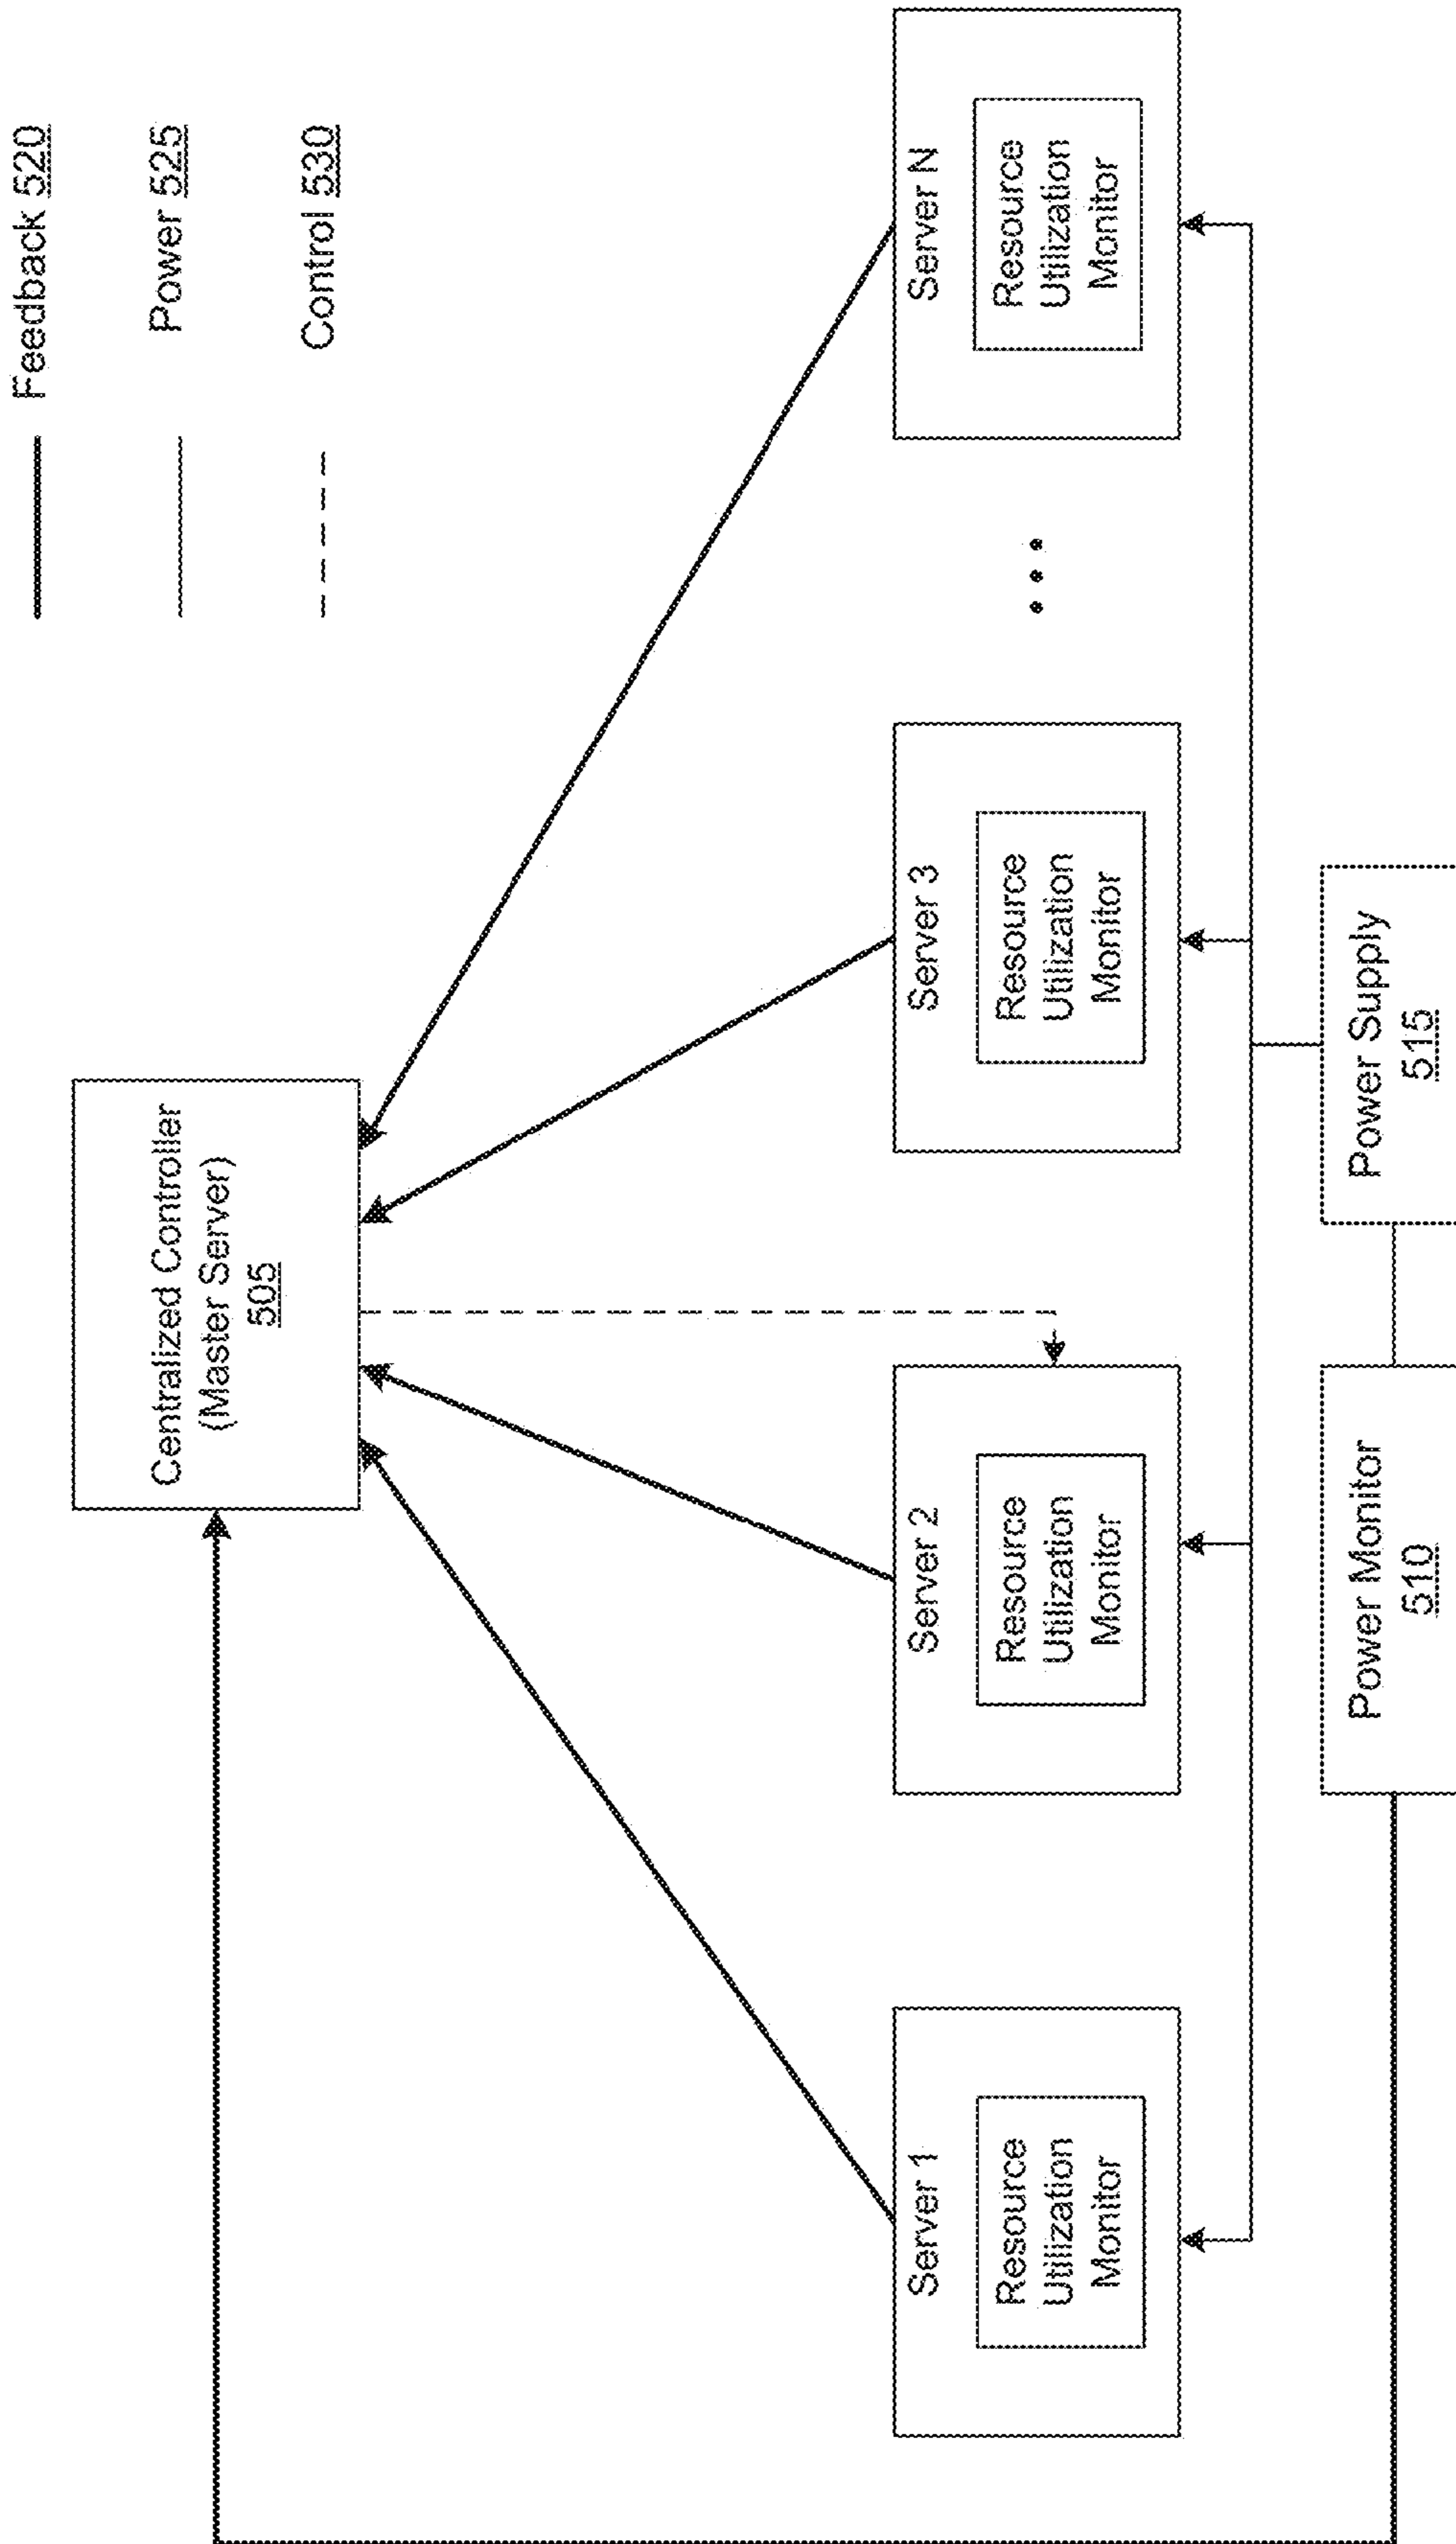 Feedback 520
Power 525
Control 530
Centralized Controller
(Master Server)
505
Server 1
Resource
Utilization
Monitor
Server 2
Resource
Utilization
Monitor
Server 3
Resource
Utilization
Monitor
Server N
Resource
Utilization
Monitor
Power Monitor
510
Power Supply
515